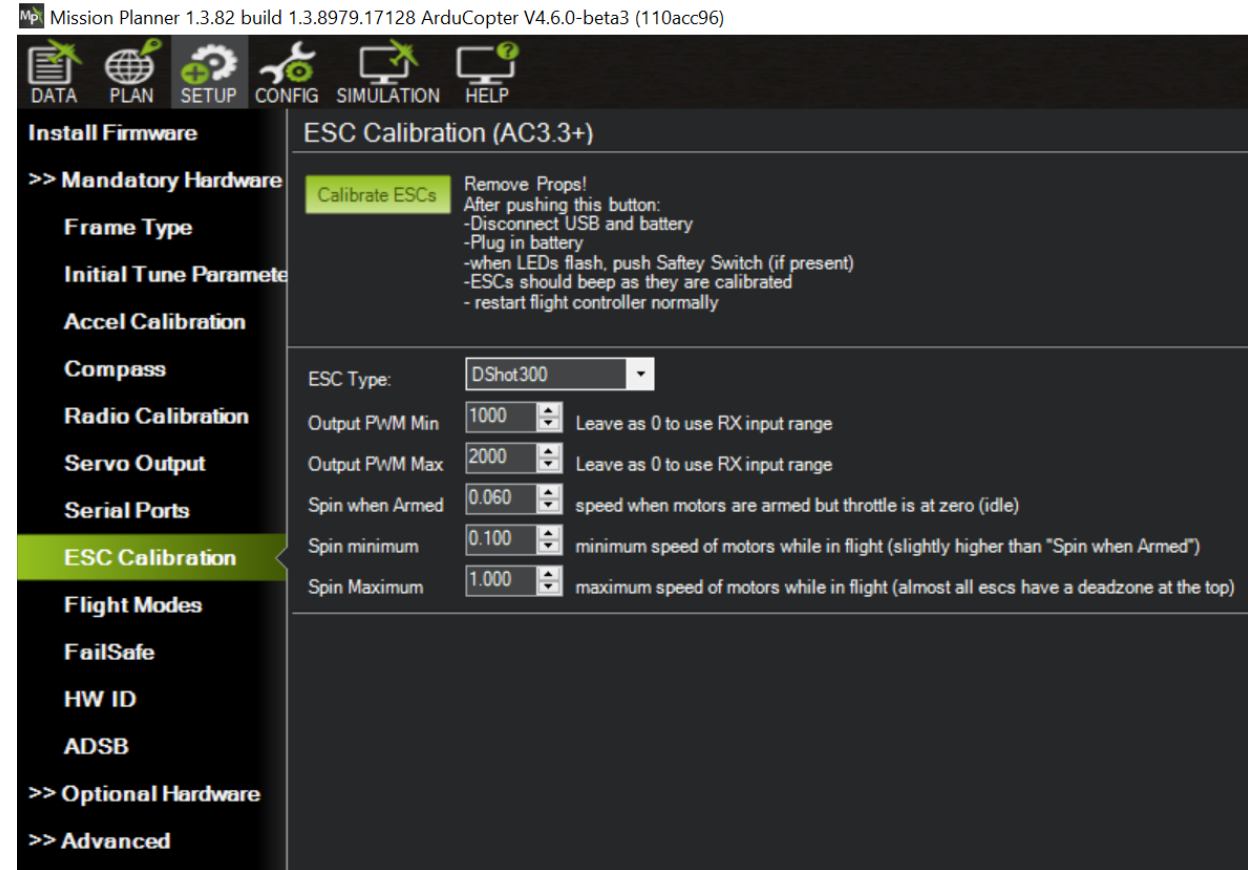 Mission Planner 1.3.82 build 1.3.8979.17128 ArduCopter V4.6.0-beta3 (110acc96)
DATA PLAN SETUP CONFIG SIMULATION HELP
Install Firmware
>> Mandatory Hardware
Frame Type
Initial Tune Paramete
Accel Calibration
Compass
Radio Calibration
Servo Output
Serial Ports
ESC Calibration
Flight Modes
FailSafe
HW ID
ADSB
>> Optional Hardware
>> Advanced
ESC Calibration (AC3.3+)
Calibrate ESCs
Remove Props!
After pushing this button:
-Disconnect USB and battery
-Plug in battery
-when LEDs flash, push Saftey Switch (if present)
-ESCs should beep as they are calibrated
- restart flight controller normally
ESC Type: DShot300
Output PWM Min 1000 Leave as 0 to use RX input range
Output PWM Max 2000 Leave as 0 to use RX input range
Spin when Armed 0.060 speed when motors are armed but throttle is at zero (idle)
Spin minimum 0.100 minimum speed of motors while in flight (slightly higher than "Spin when Armed")
Spin Maximum 1.000 maximum speed of motors while in flight (almost all escs have a deadzone at the top)